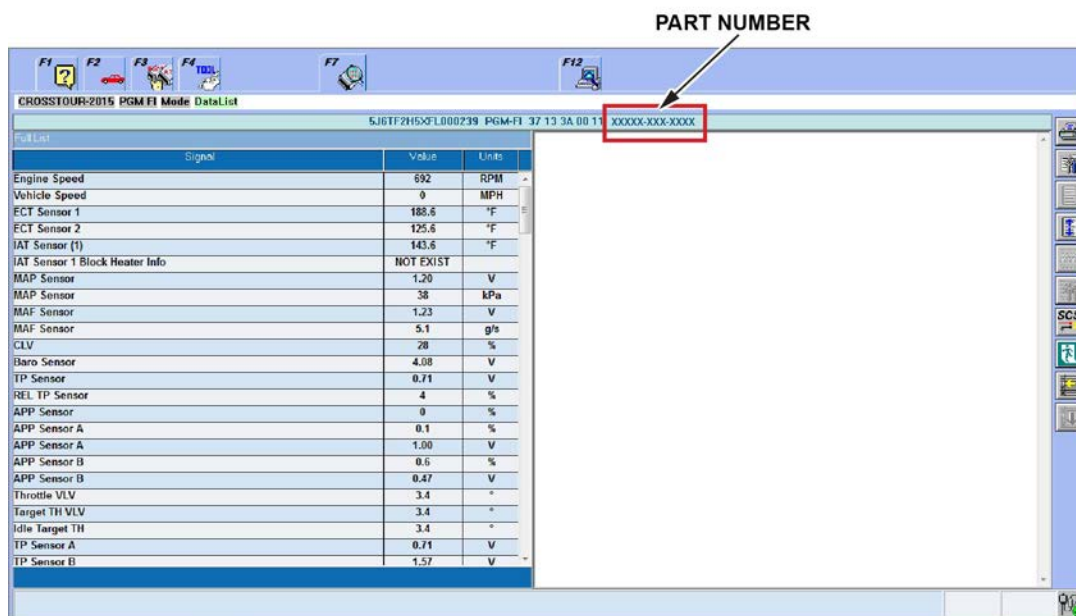 PART NUMBER
F1 F2 F3 F4 TOOL F7 F12
CROSSTOUR-2015 PGM FI Mode DataList
5J6TF2H5XFL000239 PGM-FI 37 13 3A 00 11 XXXXX-XXX-XXXX
Full List
Signal Value Units
Engine Speed 692 RPM
Vehicle Speed 0 MPH
ECT Sensor 1 188.6 °F
ECT Sensor 2 125.6 °F
IAT Sensor (1) 143.6 °F
IAT Sensor 1 Block Heater Info NOT EXIST
MAP Sensor 1.20 V
MAP Sensor 38 kPa
MAF Sensor 1.23 V
MAF Sensor 5.1 g/s
CLV 28 %
Baro Sensor 4.08 V
TP Sensor 0.71 V
REL TP Sensor 4 %
APP Sensor 0 %
APP Sensor A 0.1 %
APP Sensor A 1.00 V
APP Sensor B 0.6 %
APP Sensor B 0.47 V
Throttle VLV 3.4 °
Target TH VLV 3.4 °
Idle Target TH 3.4 °
TP Sensor A 0.71 V
TP Sensor B 1.57 V
SCS